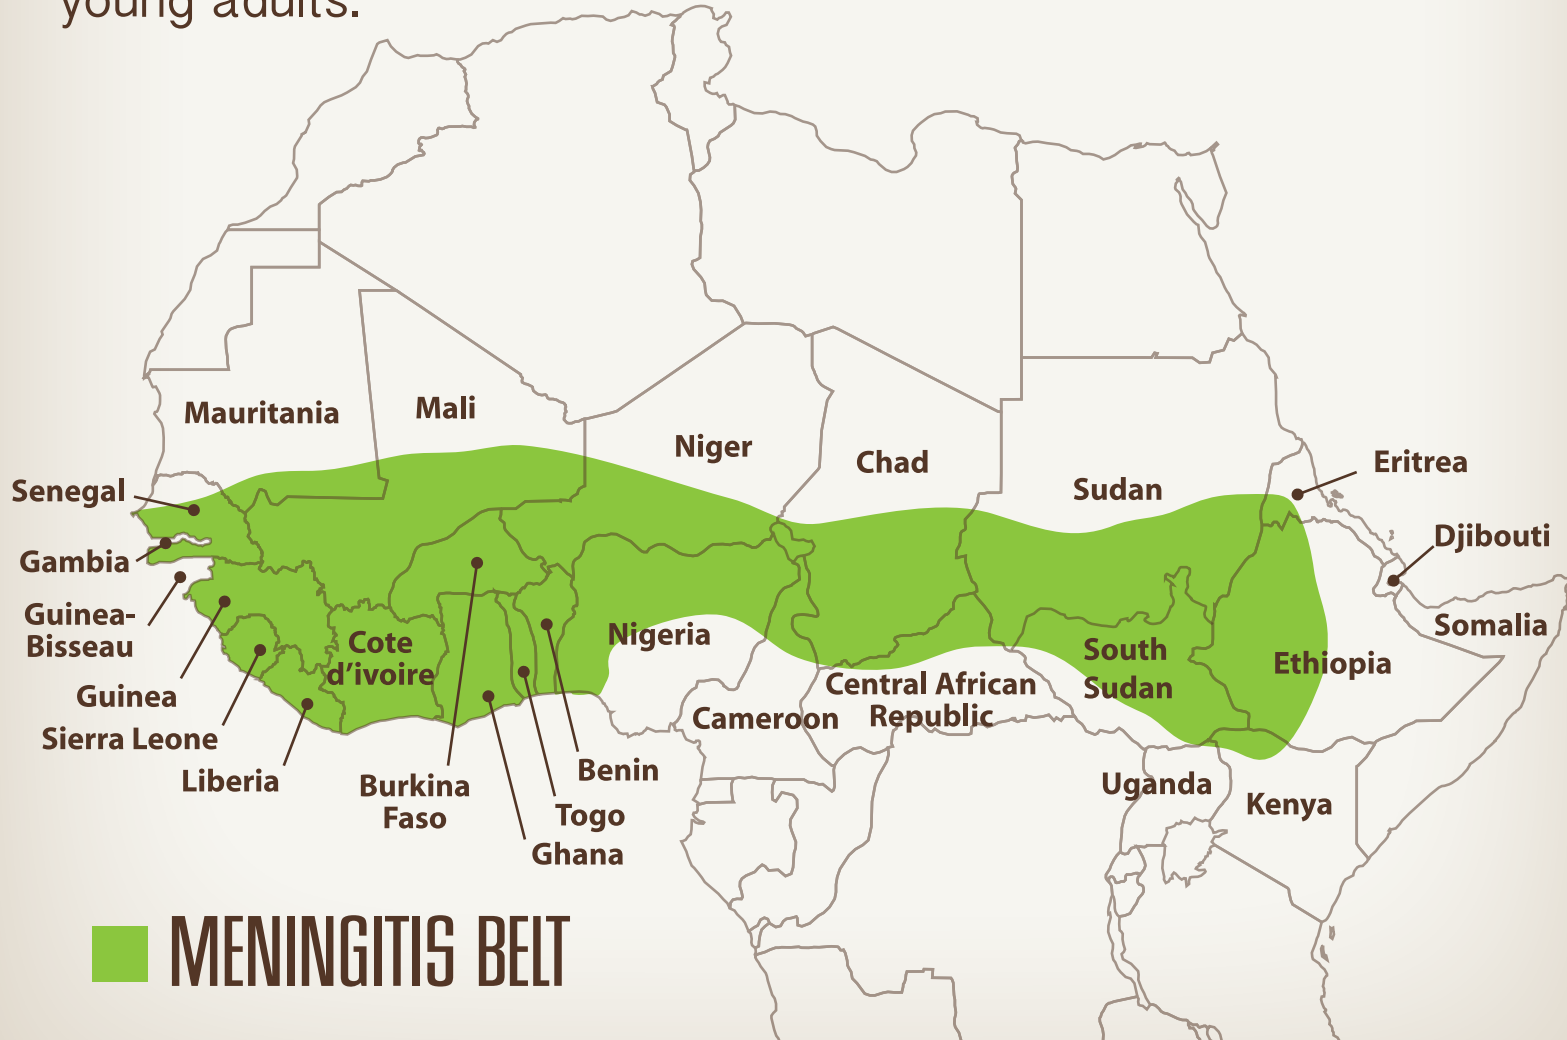 young adults.
Mauritania
Mali
Niger
Chad
Sudan
Eritrea
Senegal
Djibouti
Gambia
Guinea-
Bisseau
Cote
d'ivoire
Nigeria
South
Sudan
Somalia
Ethiopia
Guinea
Central African
Republic
Cameroon
Sierra Leone
Liberia
Burkina
Faso
Benin
Togo
Ghana
Uganda
Kenya
MENINGITIS BELT